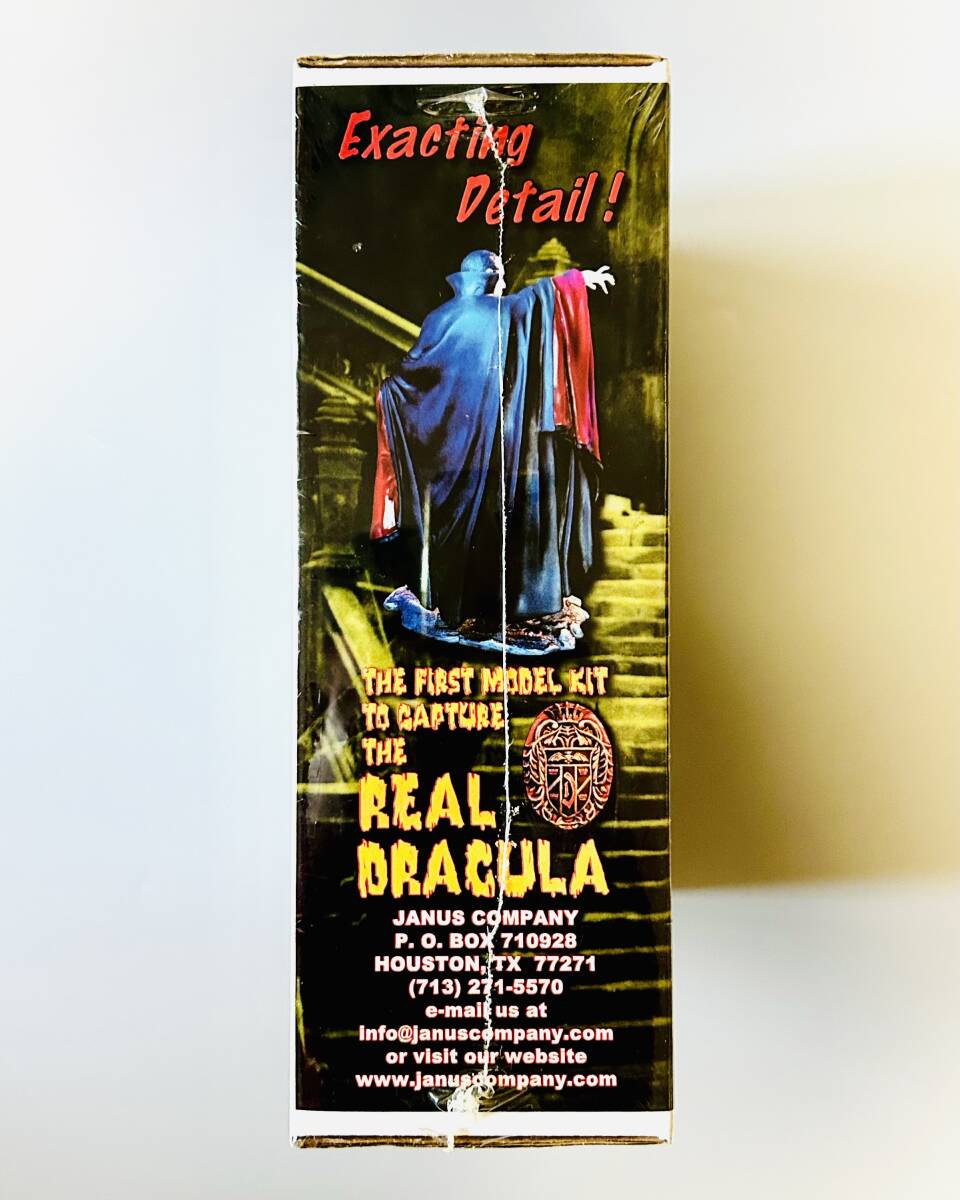 Exacting
Detail!
THE FIRST MODEL KIT
TO CAPTURE
THE
REAL
DRACULA
D
JANUS COMPANY
P. O. BOX 710928
HOUSTON, TX 77271
(713) 271-5570
e-mail us at
Info@januscompany.com
or visit our website
www.januscompany.com